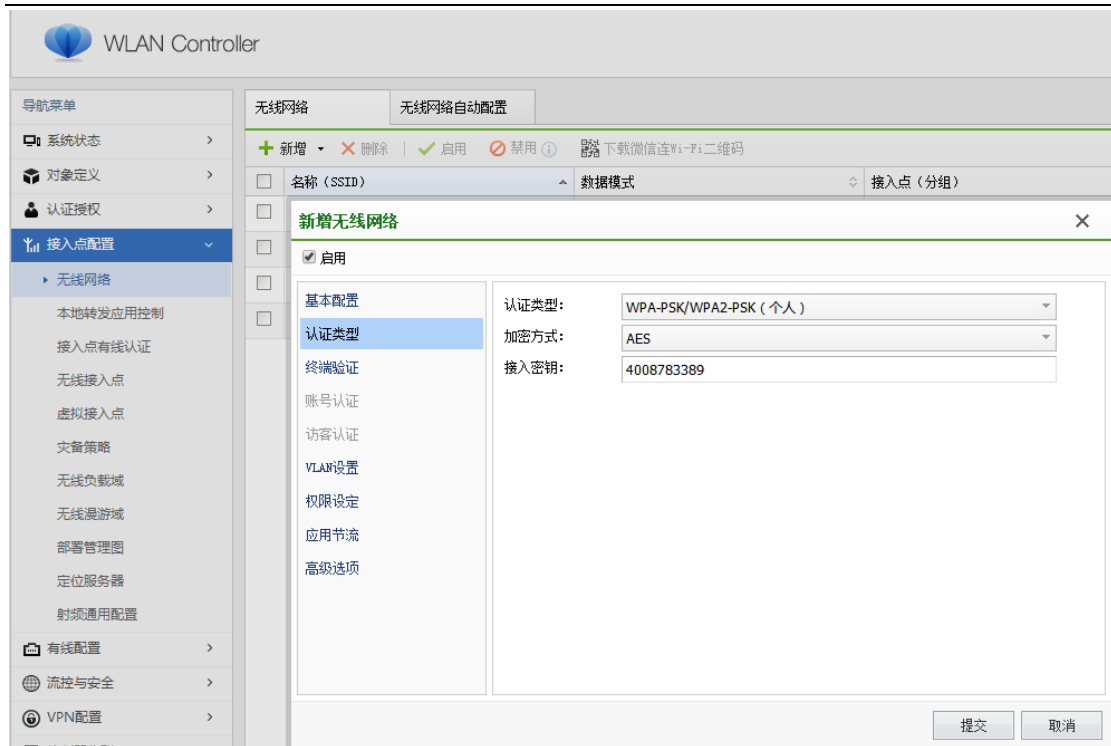 WLAN Controller
导航菜单
系统状态
对象定义
认证授权
接入点配置
无线网络
本地转发应用控制
接入点有线认证
无线接入点
虚拟接入点
灾备策略
无线负载域
无线漫游域
部署管理图
定位服务器
射频通用配置
有线配置
流控与安全
VPN配置
无线网络 无线网络自动配置
新增 删除 启用 禁用 下载微信连Wi-Fi二维码
名称（SSID） 数据模式 接入点（分组）
新增无线网络
启用
基本配置
认证类型
终端验证
账号认证
访客认证
VLAN设置
权限设定
应用节流
高级选项
认证类型： WPA-PSK/WPA2-PSK（个人）
加密方式： AES
接入密钥： 4008783389
提交 取消